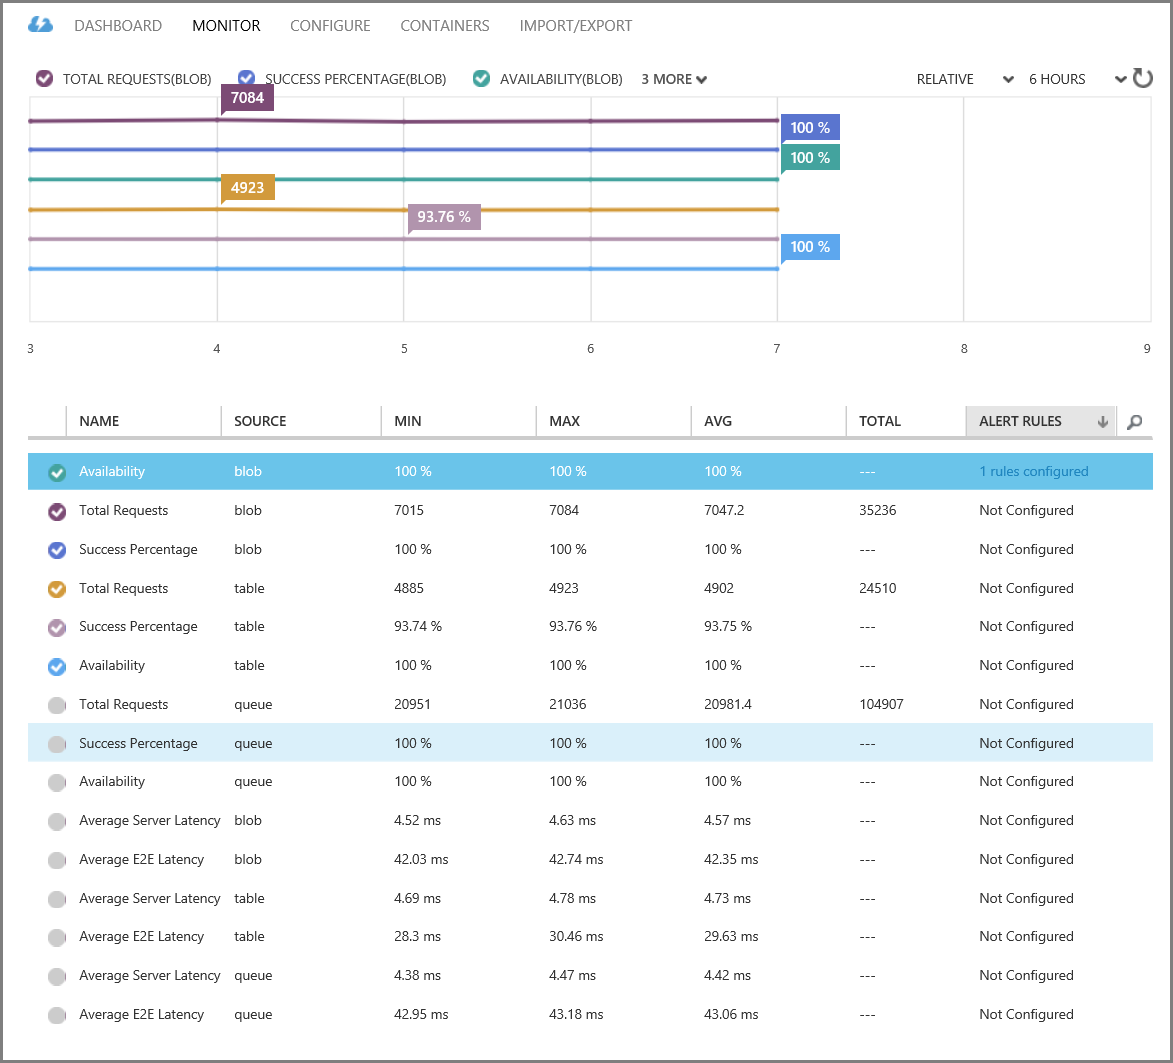 DASHBOARD MONITOR CONFIGURE CONTAINERS IMPORT/EXPORT
TOTAL REQUESTS(BLOB) SUCCESS PERCENTAGE(BLOB) AVAILABILITY(BLOB) 3 MORE RELATIVE 6 HOURS
7084
100 %
100 %
4923
93.76 %
100 %
3 4 5 6 7 8 9
NAME SOURCE MIN MAX AVG TOTAL ALERT RULES
Availability blob 100 % 100 % 100 % --- 1 rules configured
Total Requests blob 7015 7084 7047.2 35236 Not Configured
Success Percentage blob 100 % 100 % 100 % --- Not Configured
Total Requests table 4885 4923 4902 24510 Not Configured
Success Percentage table 93.74 % 93.76 % 93.75 % --- Not Configured
Availability table 100 % 100 % 100 % --- Not Configured
Total Requests queue 20951 21036 20981.4 104907 Not Configured
Success Percentage queue 100 % 100 % 100 % --- Not Configured
Availability queue 100 % 100 % 100 % --- Not Configured
Average Server Latency blob 4.52 ms 4.63 ms 4.57 ms --- Not Configured
Average E2E Latency blob 42.03 ms 42.74 ms 42.35 ms --- Not Configured
Average Server Latency table 4.69 ms 4.78 ms 4.73 ms --- Not Configured
Average E2E Latency table 28.3 ms 30.46 ms 29.63 ms --- Not Configured
Average Server Latency queue 4.38 ms 4.47 ms 4.42 ms --- Not Configured
Average E2E Latency queue 42.95 ms 43.18 ms 43.06 ms --- Not Configured